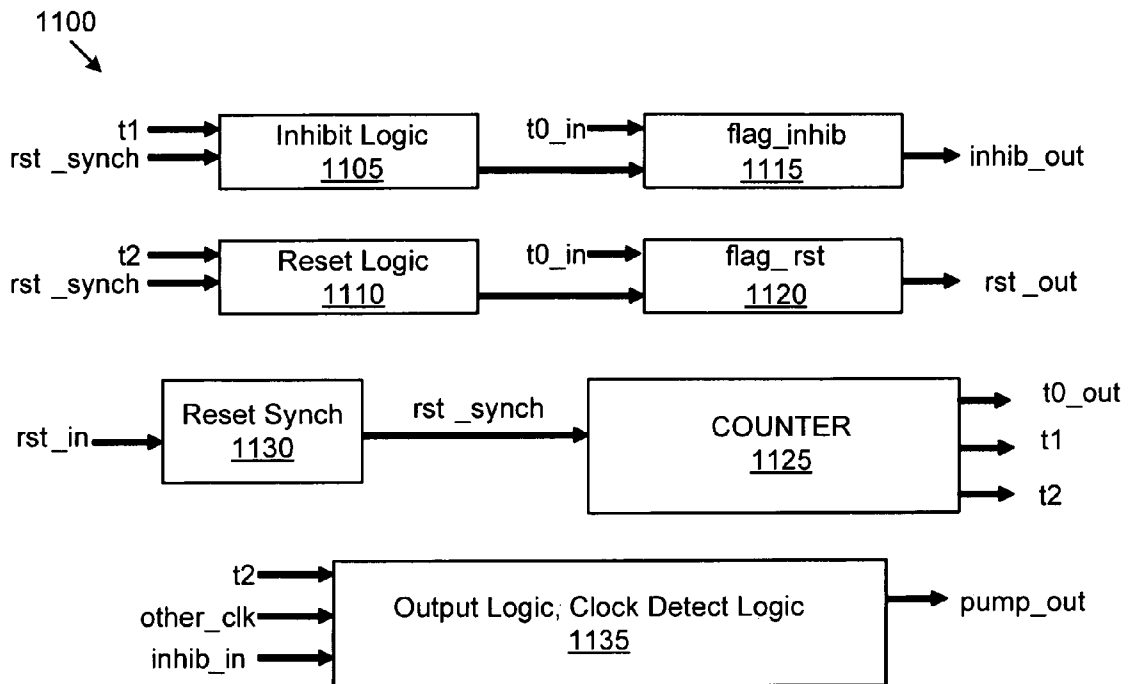 1100
t1
rst _synch
Inhibit Logic
1105
t0_in
flag_inhib
1115
inhib_out
t2
rst _synch
Reset Logic
1110
t0_in
flag_ rst
1120
rst _out
rst_in
Reset Synch
1130
rst _synch
COUNTER
1125
t0_out
t1
t2
t2
other_clk
inhib_in
Output Logic, Clock Detect Logic
1135
pump_out